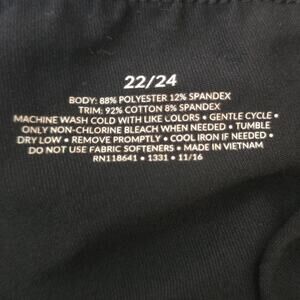 22/24
BODY: 88% POLYESTER 12% SPANDEX
TRIM: 92% COTTON 8% SPANDEX
MACHINE WASH COLD WITH LIKE COLORS • GENTLE CYCLE •
ONLY NON-CHLORINE BLEACH WHEN NEEDED • TUMBLE
DRY LOW • REMOVE PROMPTLY • COOL IRON IF NEEDED •
DO NOT USE FABRIC SOFTENERS • MADE IN VIETNAM
RN118641 • 1331 • 11/16